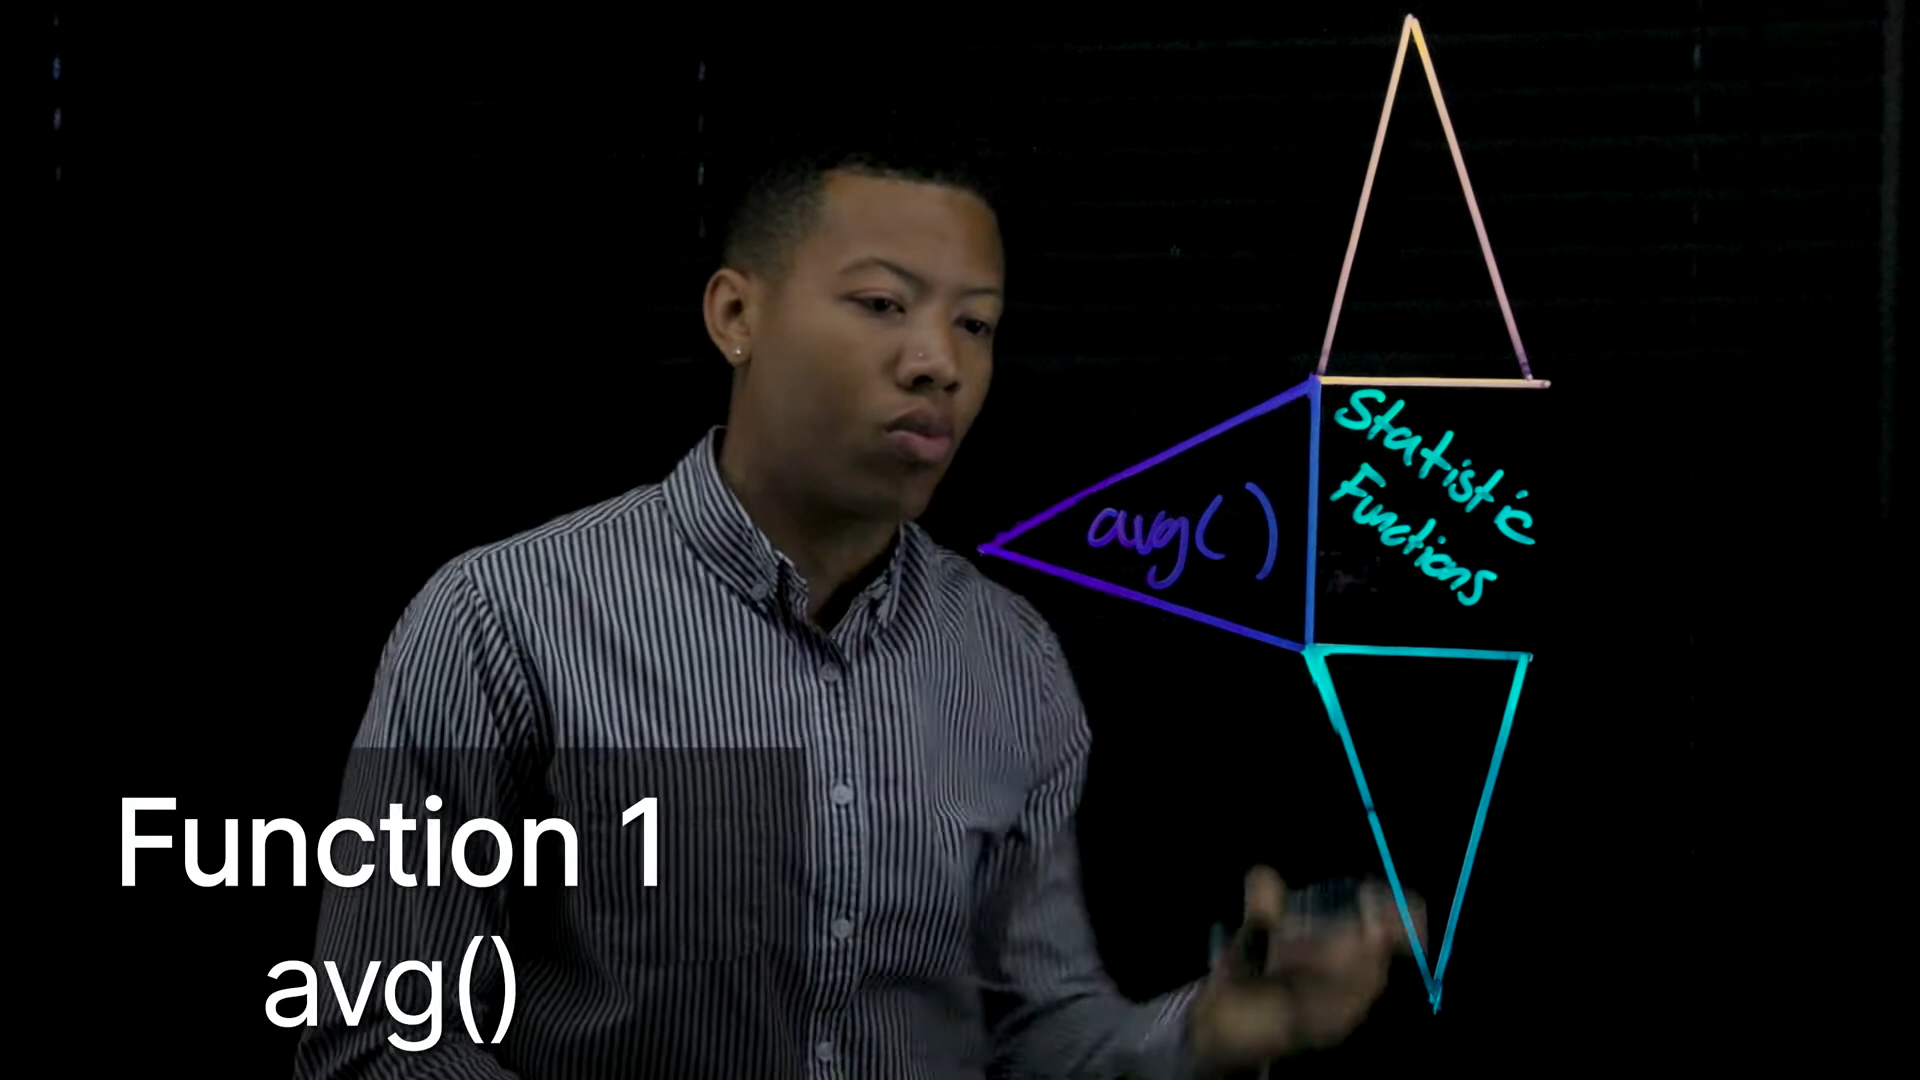 Statistic
Functions
avg( )
Function 1
avg()